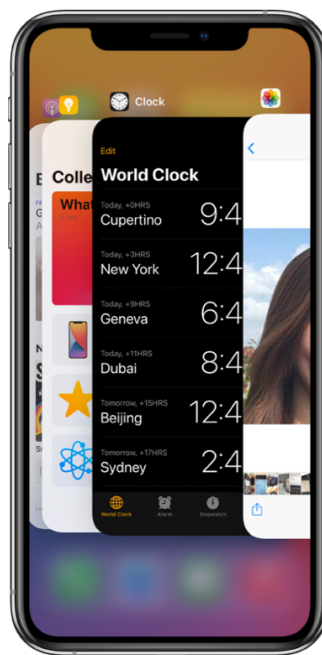 Clock
Colle
What
Edit
World Clock
Today, +0HRS
Cupertino 9:4
Today, +3HRS
New York 12:4
Today, +9HRS
Geneva 6:4
Today, +11HRS
Dubai 8:4
Tomorrow, +15HRS
Beijing 12:4
Tomorrow, +17HRS
Sydney 2:4
World Clock Alarm Stopwatch